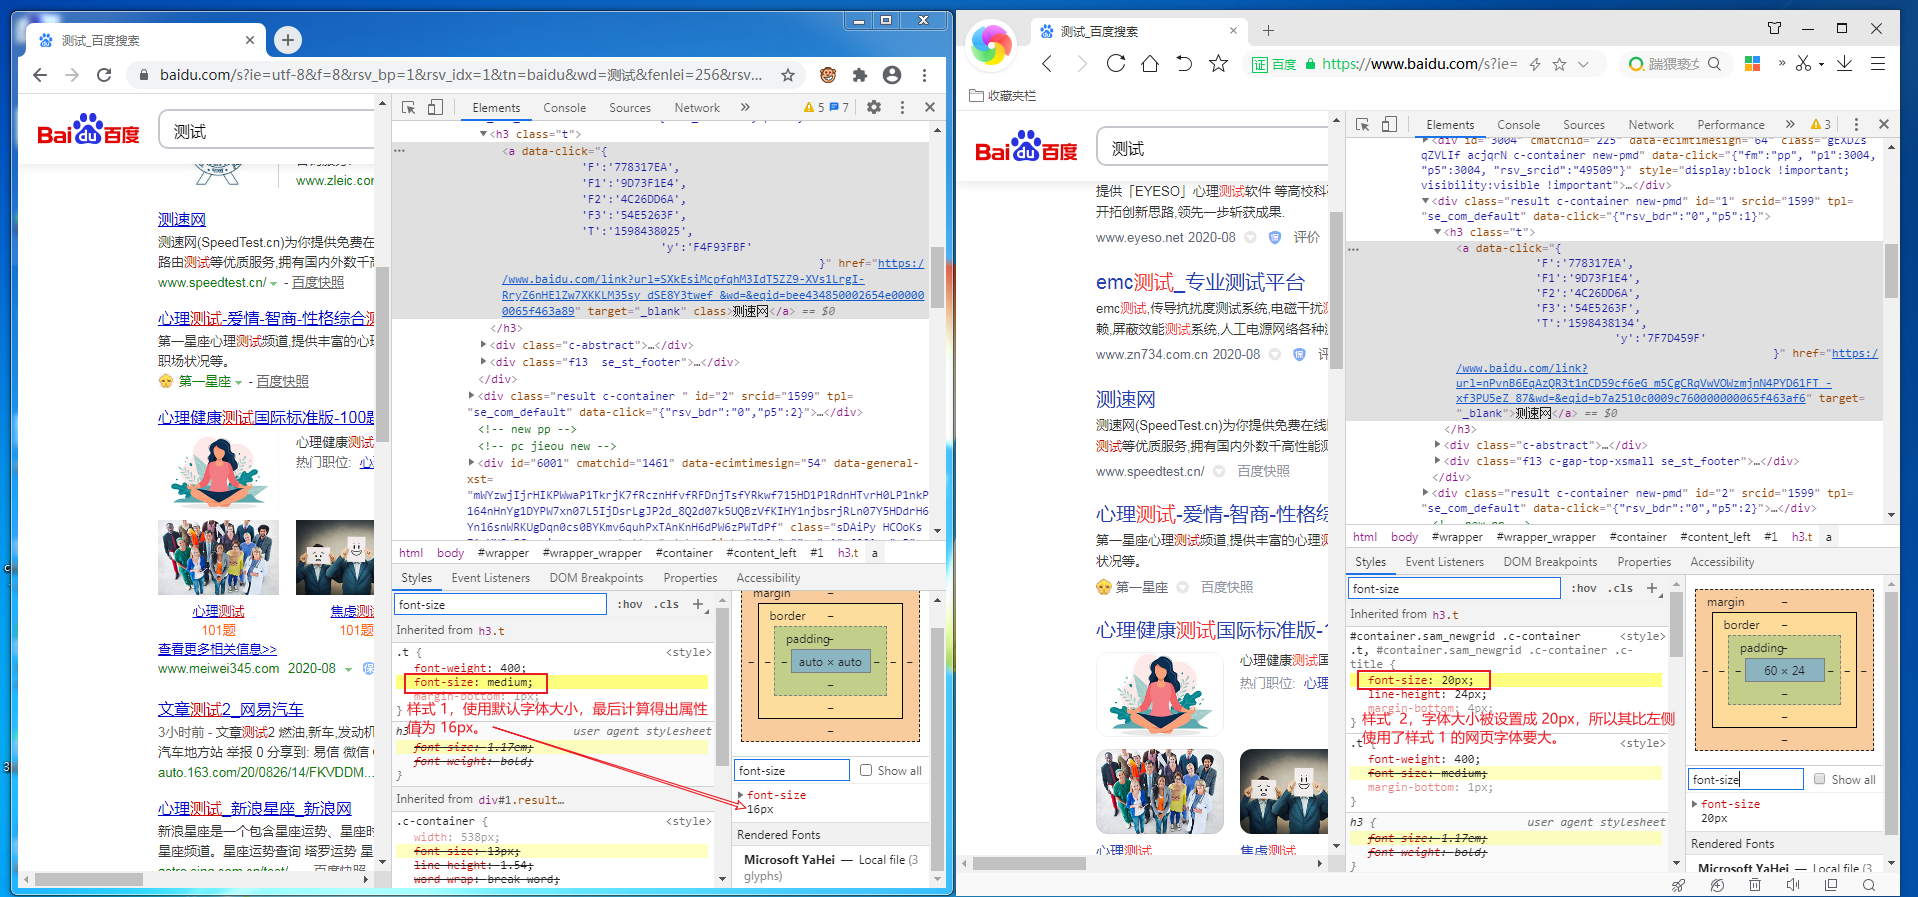 测试_百度搜索
baidu.com/s?ie=utf-8&f=8&rsv_bp=1&rsv_idx=1&tn=baidu&wd=测试&fenlei=256&rsv...
Bai du 百度
测试
www.zleic.com
测速网
测速网(SpeedTest.cn)为你提供免费在
路由测试等优质服务,拥有国内外数千
www.speedtest.cn/ - 百度快照
心理测试-爱情-智商-性格综合测
第一星座心理测试频道,提供丰富的心理
职场状况等。
第一星座 - 百度快照
心理健康测试国际标准版-100题
心理健康测试
热门职位: 心
心理测试
焦虑测
101题
101题
查看更多相关信息>>
www.meiwei345.com 2020-08
文章测试2_网易汽车
3小时前 - 文章测试2 燃油,新车,发动机
汽车地方站 举报 0 分享到: 易信 微信
auto.163.com/20/0826/14/FKVDDM...
心理测试_新浪星座_新浪网
新浪星座是一个包含星座运势、星座时
星座频道。星座运势查询 塔罗运势 星
百度快照
Elements Console Sources Network » 5 7
▼<h3 class="t">
<a data-click="{
'F':'778317EA',
'F1':'9D73F1E4',
'F2':'4C26DD6A',
'F3':'54E5263F',
'T':'1598438025',
'y':'F4F93FBF'
}" href="https:/
/www.baidu.com/link?url=SXkEsiMcpfqhM3IdT5ZZ9-XVs1LrgI-
RryZ6nHElZw7XKKLM35sy_dSE8Y3twef_&wd=&eqid=bee434850002654e00000
0065f463a89" target="_blank" class>测速网</a> == $0
</h3>
▶<div class="c-abstract">…</div>
▶<div class="f13  se_st_footer">…</div>
</div>
▶<div class="result c-container " id="2" srcid="1599" tpl=
"se_com_default" data-click="{"rsv_bdr":"0","p5":2}">…</div>
<!-- new pp -->
<!-- pc jieou new -->
▶<div id="6001" cmatchid="1461" data-ecimtimesign="54" data-general-
xst=
"mWYzwjIjrHIKPWwaP1TkrjK7fRcznHfvfRFDnjTsfYRkwf715HD1P1RdnHTvrH0LP1nkP
164nHnYg1DYPW7xn07L5IjDsrLgJP2d_8Q2d07k5UQBzVfKIHY1njbsrjRLn07Y5HDdrH6
Yn16snWRKUgDqn0cs0BYKmv6quhPxTAnKnH6dPW6zPWTdPf" class="sDAiPy HCOoKs
html body #wrapper #wrapper_wrapper #container #content_left #1 h3.t a
Styles Event Listeners DOM Breakpoints Properties Accessibility
font-size :hov .cls +
Inherited from h3.t
.t { <style>
font-weight: 400;
font-size: medium;
margin-bottom: 1px;
}
样式 1，使用默认字体大小，最后计算得出属性
值为 16px。
h3 { user agent stylesheet
font-size: 1.17em;
font-weight: bold;
}
Inherited from div#1.result…
.c-container { <style>
width: 538px;
font-size: 13px;
line-height: 1.54;
word-wrap: break-word;
margin –
border –
padding–
auto × auto
font-size Show all
▶font-size
16px
Rendered Fonts
Microsoft YaHei — Local file (3
glyphs)
测试_百度搜索
证 百度 https://www.baidu.com/s?ie=
收藏夹栏
Bai du 百度
测试
提供「EYESO」心理测试软件 等高校科
开拓创新思路,领先一步斩获成果.
www.eyeso.net 2020-08 评价
emc测试_专业测试平台
emc测试,传导抗扰度测试系统,电磁干扰
赖,屏蔽效能测试系统,人工电源网络各种
www.zn734.com.cn 2020-08 评
测速网
测速网(SpeedTest.cn)为你提供免费在线
测试等优质服务,拥有国内外数千高性能测
www.speedtest.cn/ 百度快照
心理测试-爱情-智商-性格综
第一星座心理测试频道,提供丰富的心理测
状况等。
第一星座 百度快照
心理健康测试国际标准版-1
心理健康测试
热门职位: 心理
心理测试
焦虑测试
Elements Console Sources Network Performance » 3
▶<div id="3004" cmatchid="225" data-ecimtimesign="64" class="gEXDZs
qZVLIf acjqrN c-container new-pmd" data-click="{"fm":"pp", "p1":3004,
"p5":3004, "rsv_srcid":"49509"}" style="display:block !important;
visibility:visible !important">…</div>
▼<div class="result c-container new-pmd" id="1" srcid="1599" tpl=
"se_com_default" data-click="{"rsv_bdr":"0","p5":1}">
▼<h3 class="t">
<a data-click="{
'F':'778317EA',
'F1':'9D73F1E4',
'F2':'4C26DD6A',
'F3':'54E5263F',
'T':'1598438134',
'y':'7F7D459F'
}" href="https:/
/www.baidu.com/link?
url=nPvnB6EqAzQR3t1nCD59cf6eG_m5CgCRqVwVOWzmjnN4PYD61FT_-
xf3PU5eZ_87&wd=&eqid=b7a2510c0009c760000000065f463af6" target=
"_blank">测速网</a> == $0
</h3>
▶<div class="c-abstract">…</div>
▶<div class="f13 c-gap-top-xsmall se_st_footer">…</div>
</div>
▶<div class="result c-container new-pmd" id="2" srcid="1599" tpl=
"se_com_default" data-click="{"rsv_bdr":"0","p5":2}">…</div>
html body #wrapper #wrapper_wrapper #container #content_left #1 h3.t a
Styles Event Listeners DOM Breakpoints Properties Accessibility
font-size :hov .cls +
Inherited from h3.t
#container.sam_newgrid .c-container <style>
.t, #container.sam_newgrid .c-container .c-
title {
font-size: 20px;
line-height: 24px;
margin-bottom: 4px;
}
样式 2，字体大小被设置成 20px，所以其比左侧
使用了样式 1 的网页字体要大。
.t { <style>
font-weight: 400;
font-size: medium;
margin-bottom: 1px;
}
h3 { user agent stylesheet
font-size: 1.17em;
font-weight: bold;
}
margin –
border –
padding–
60 × 24
font-size Show all
▶font-size
20px
Rendered Fonts
Microsoft YaHei — Local file (3